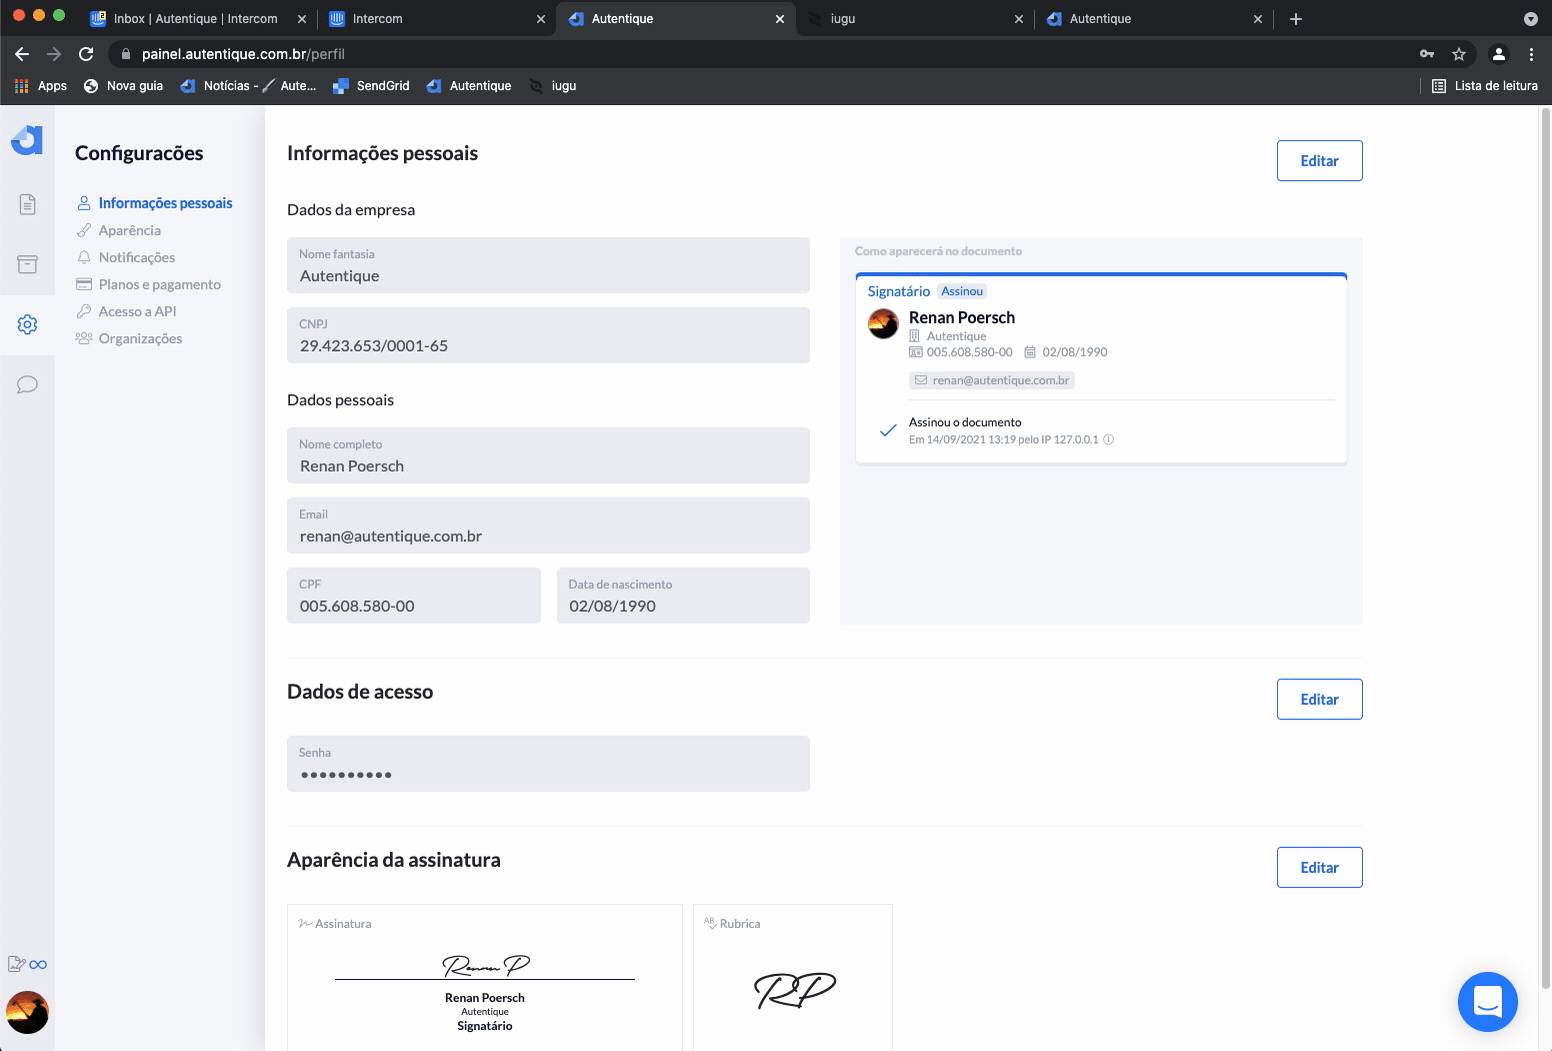 Inbox | Autentique | Intercom
Intercom
Autentique
iugu
Autentique
painel.autentique.com.br/perfil
Apps
Nova guia
Notícias - Aute...
SendGrid
Autentique
iugu
Lista de leitura
Configuracões
Informações pessoais
Aparência
Notificações
Planos e pagamento
Acesso a API
Organizações
Informações pessoais
Editar
Dados da empresa
Nome fantasia
Autentique
CNPJ
29.423.653/0001-65
Dados pessoais
Nome completo
Renan Poersch
Email
renan@autentique.com.br
CPF
005.608.580-00
Data de nascimento
02/08/1990
Como aparecerá no documento
Signatário Assinou
Renan Poersch
Autentique
005.608.580-00 02/08/1990
renan@autentique.com.br
Assinou o documento
Em 14/09/2021 13:19 pelo IP 127.0.0.1
Dados de acesso
Editar
Senha
••••••••••
Aparência da assinatura
Editar
Assinatura
Renan P
Renan Poersch
Autentique
Signatário
AB Rubrica
RP